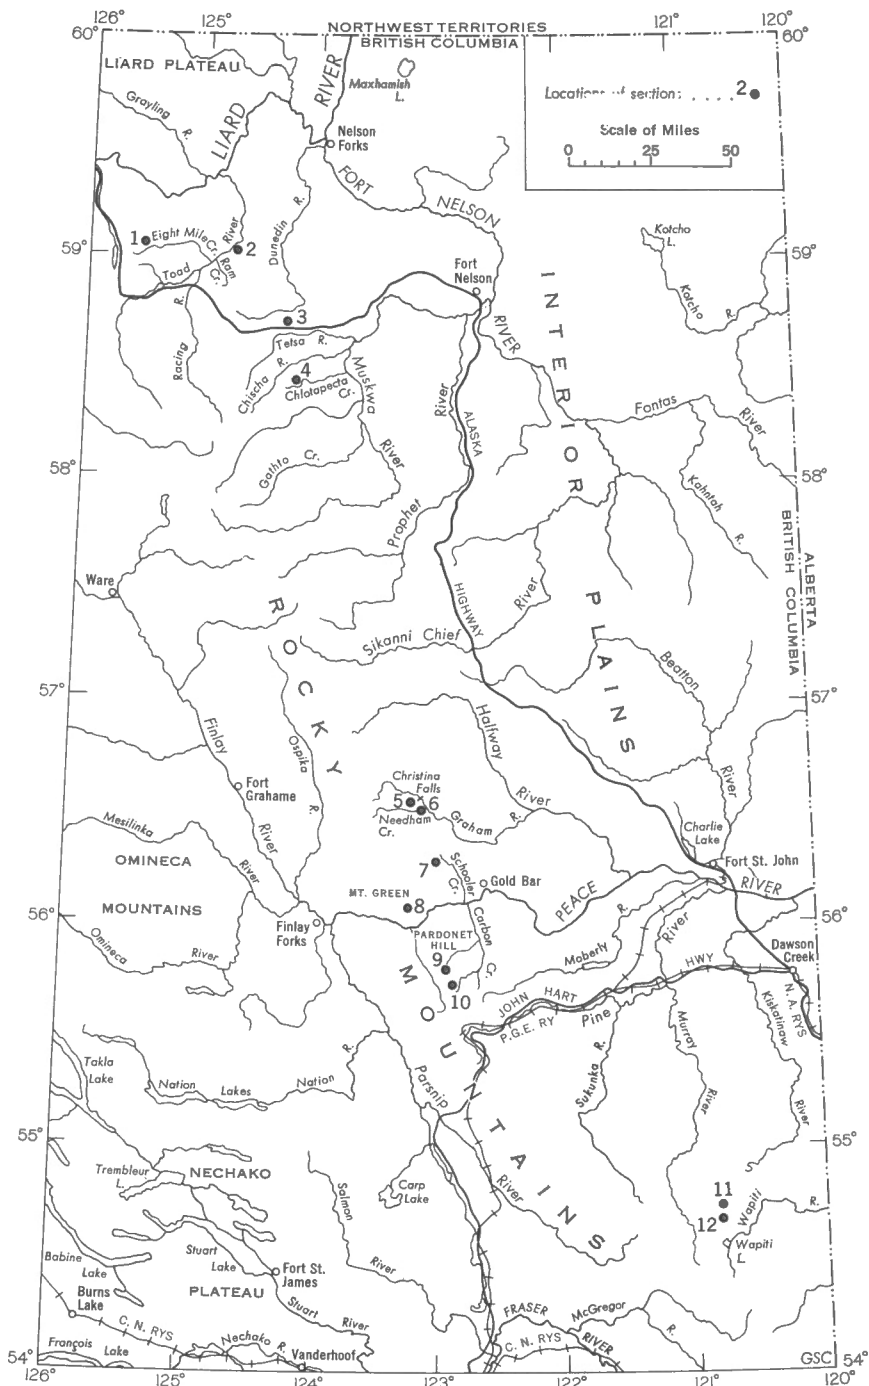 126° 125° 121° 120°
60° NORTHWEST TERRITORIES 60°
BRITISH COLUMBIA
LIARD PLATEAU
LIARD RIVER
Maxhamish
L.
Grayling R.
Nelson
Forks
FORT NELSON RIVER
2
Scale of Miles
0 25 50
Dunedin R.
Kotcho
L.
1 Eight Mile Cr.
River
2
59° 59°
Toad
Ram
Cr.
Fort
Nelson
Kotcho R.
INTERIOR PLAINS
3
Tetsa R.
Racing R.
Chischa R.
4
Chlotapecta
Cr.
Muskwa River
River
ALASKA HIGHWAY
Fontas River
Gathto Cr.
58° 58°
Kahntah R.
Prophet
ALBERTA
BRITISH COLUMBIA
Ware
ROCKY MOUNTAINS
Sikanni Chief River
Beatton River
57° 57°
Finlay River
Ospika R.
Halfway River
Fort
Grahame
Christina
Falls
5 6
Needham
Cr.
Graham R.
Mesilinka River
Charlie
Lake
OMINECA
MOUNTAINS
7
Schooler Cr.
Gold Bar
Fort St. John
PEACE RIVER
MT. GREEN
8
56° 56°
Finlay
Forks
PARDONET
HILL
Carbon Cr.
Moberly R.
River
Dawson
Creek
Omineca River
9
10
JOHN HART HWY
P.G.E. RY
Pine
N. A. RYS
Kiskatinaw River
Murray River
Sukunka R.
Takla
Lake
Nation Lakes Nation R.
Parsnip River
55° 55°
Trembleur
L.
NECHAKO
PLATEAU
Salmon River
Carp
Lake
11
12
Wapiti R.
Wapiti
L.
Stuart
Lake
Babine
Lake
Fort St.
James
Burns
Lake
Stuart River
C. N. RYS
FRASER RIVER
McGregor R.
C. N. RYS
François Lake
Nechako R.
Vanderhoof
GSC
54° 54°
126° 125° 124° 123° 122° 121° 120°